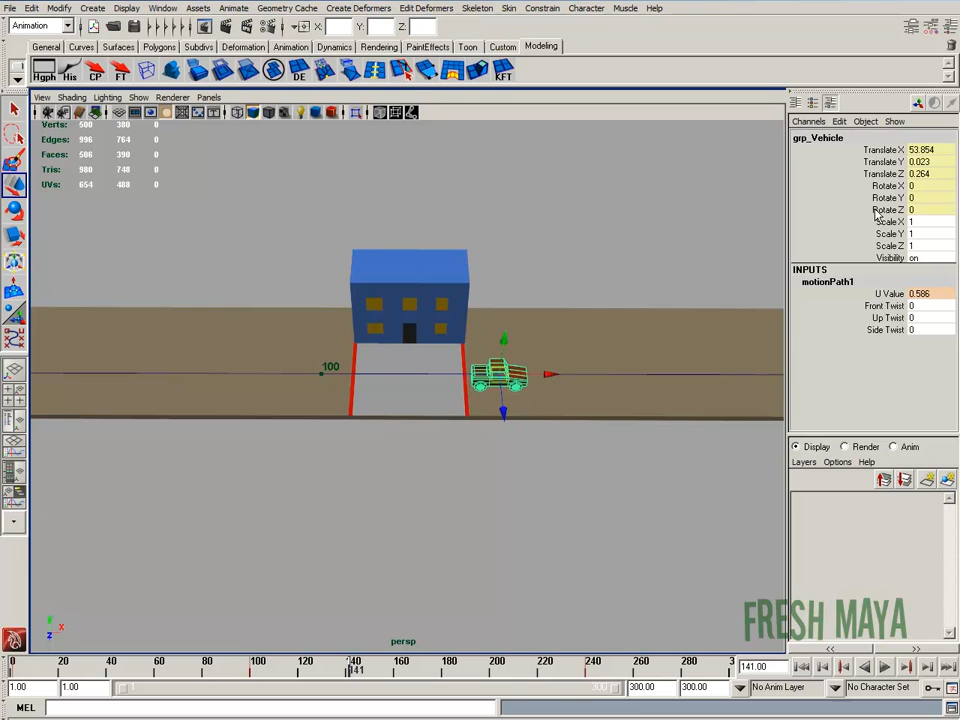 File Edit Modify Create Display Window Assets Animate Geometry Cache Create Deformers Edit Deformers Skeleton Skin Constrain Character Muscle Help
Animation X: Y: Z:
General Curves Surfaces Polygons Subdivs Deformation Animation Dynamics Rendering PaintEffects Toon Custom Modeling
Hgph His CP FT DE KFT
View Shading Lighting Show Renderer Panels
Channels Edit Object Show
Verts: 500 380 0
Edges: 996 764 0
Faces: 506 390 0
Tris: 980 748 0
UVs: 654 488 0
grp_Vehicle
Translate X 53.854
Translate Y 0.023
Translate Z 0.264
Rotate X 0
Rotate Y 0
Rotate Z 0
Scale X 1
Scale Y 1
Scale Z 1
Visibility on
INPUTS
motionPath1
U Value 0.586
Front Twist 0
Up Twist 0
Side Twist 0
100
Display Render Anim
Layers Options Help
FRESH MAYA
y
x
z
persp
0 20 40 60 80 100 120 141 160 180 200 220 240 260 280 3 141.00
1.00 1.00 300 300.00 300.00 No Anim Layer No Character Set
MEL